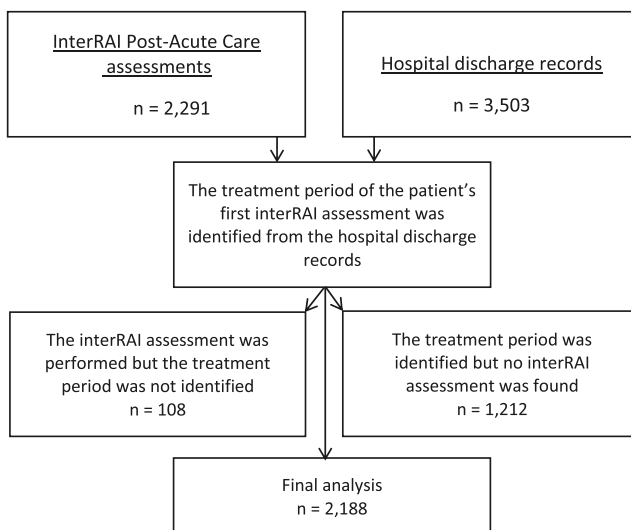 InterRAI Post-Acute Care
assessments
n = 2,291
Hospital discharge records
n = 3,503
The treatment period of the patient's
first interRAI assessment was
identified from the hospital discharge
records
The interRAI assessment was
performed but the treatment
period was not identified
n = 108
The treatment period was
identified but no interRAI
assessment was found
n = 1,212
Final analysis
n = 2,188